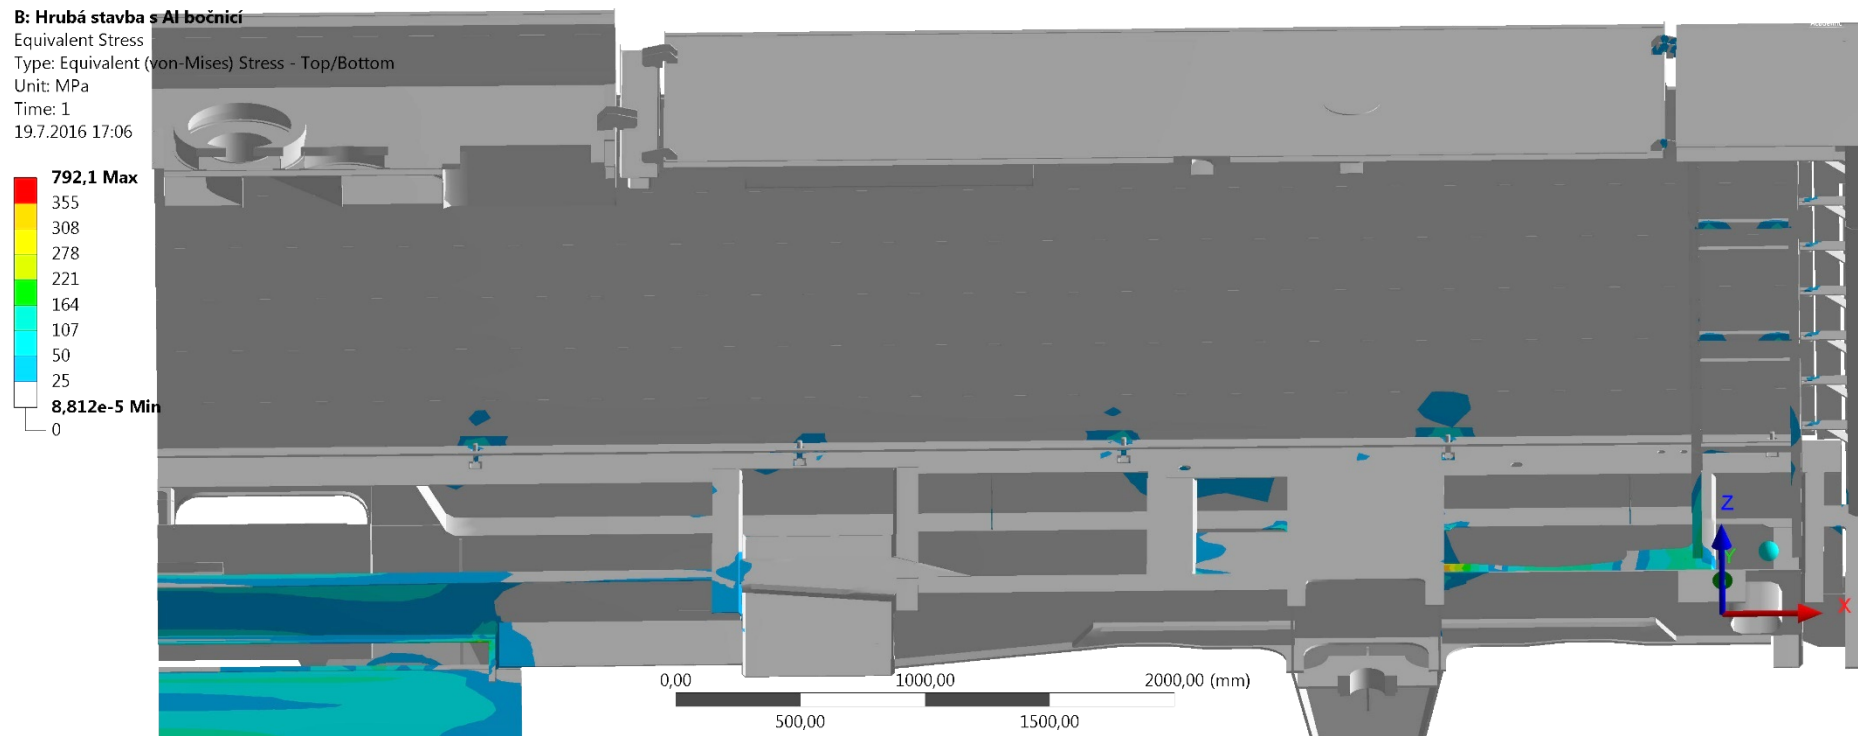 B: Hrubá stavba s Al bočnicí
Equivalent Stress
Type: Equivalent (von-Mises) Stress - Top/Bottom
Unit: MPa
Time: 1
19.7.2016 17:06
792,1 Max
355
308
278
221
164
107
50
25
8,812e-5 Min
0
Z
Y
X
0,00 1000,00 2000,00 (mm)
500,00 1500,00